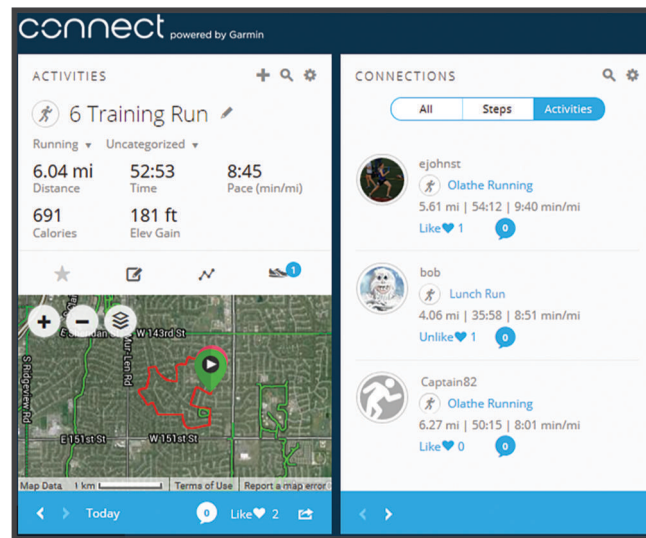 connect powered by Garmin
ACTIVITIES
6 Training Run
Running Uncategorized
6.04 mi 52:53 8:45
Distance Time Pace (min/mi)
691 181 ft
Calories Elev Gain
1
W 143rd St
Mur-Len Rd
S Ridgeview Rd
E 151st St W 151st St
Map Data 1 km Terms of Use Report a map error
Today 0 Like 2
CONNECTIONS
All Steps Activities
ejohnst
Olathe Running
5.61 mi | 54:12 | 9:40 min/mi
Like 1 0
bob
Lunch Run
4.06 mi | 35:58 | 8:51 min/mi
Unlike 1 0
Captain82
Olathe Running
6.27 mi | 50:15 | 8:01 min/mi
Like 0 0